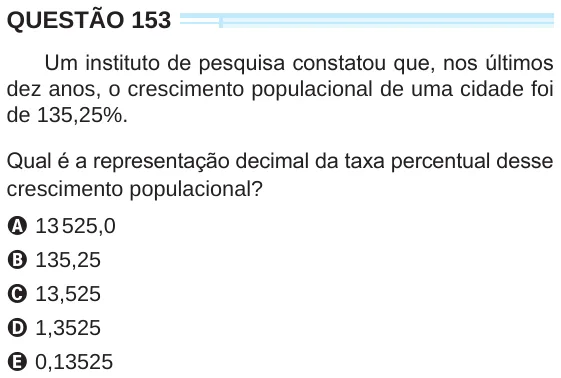 QUESTÃO 153
Um instituto de pesquisa constatou que, nos últimos
dez anos, o crescimento populacional de uma cidade foi
de 135,25%.
Qual é a representação decimal da taxa percentual desse
crescimento populacional?
A 13 525,0
B 135,25
C 13,525
D 1,3525
E 0,13525